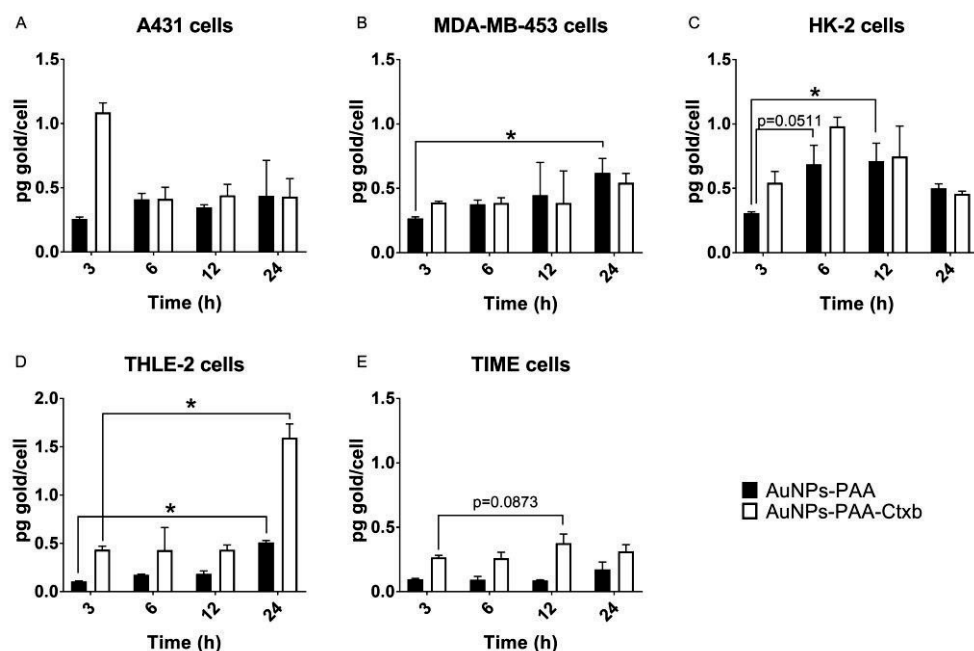 A
A431 cells
pg gold/cell
1.5
1.0
0.5
0.0
3
6
12
24
Time (h)
B
MDA-MB-453 cells
pg gold/cell
1.5
1.0
0.5
0.0
*
3
6
12
24
Time (h)
C
HK-2 cells
pg gold/cell
1.5
1.0
0.5
0.0
*
p=0.0511
3
6
12
24
Time (h)
D
THLE-2 cells
pg gold/cell
2.0
1.5
1.0
0.5
0.0
*
*
3
6
12
24
Time (h)
E
TIME cells
pg gold/cell
1.5
1.0
0.5
0.0
p=0.0873
3
6
12
24
Time (h)
AuNPs-PAA
AuNPs-PAA-Ctxb